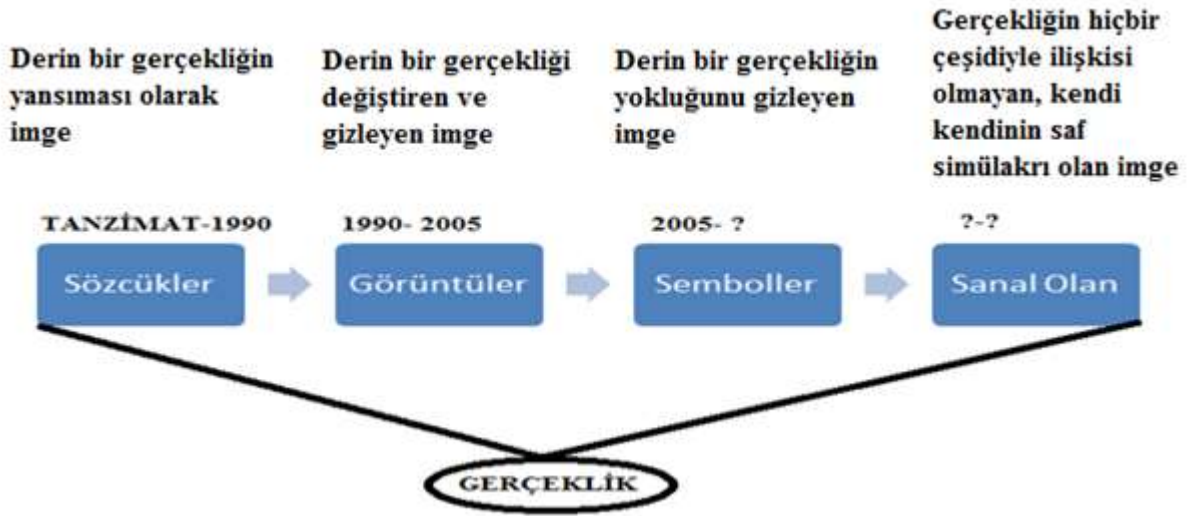 Derin bir gerçekliğin
yansıması olarak
imge
Derin bir gerçekliği
değiştiren ve
gizleyen imge
Derin bir gerçekliğin
yokluğunu gizleyen
imge
Gerçekliğin hiçbir
çeşidiyle ilişkisi
olmayan, kendi
kendinin saf
simülakrı olan imge
TANZİMAT-1990
1990- 2005
2005- ?
?-?
Sözcükler
Görüntüler
Semboller
Sanal Olan
GERÇEKLİK